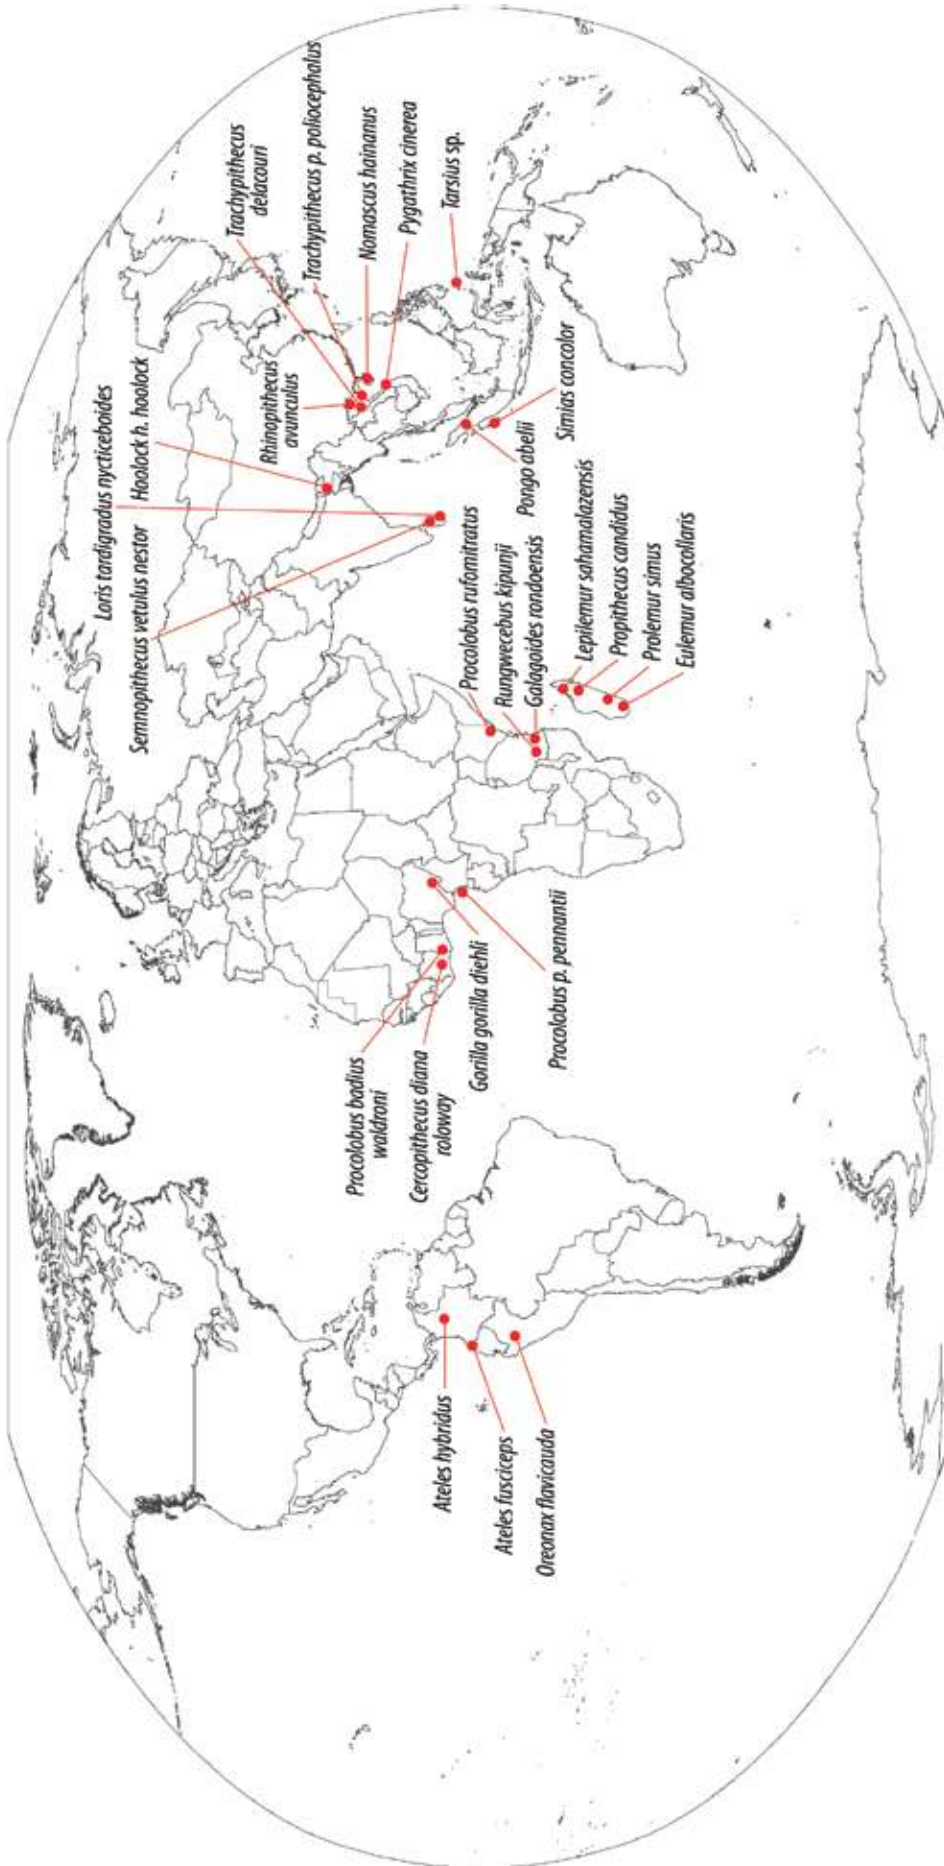 Trachypithecus
delacouri
Trachypithecus p. poliocephalus
Nomascus hainanus
Pygathrix cinerea
Tarsius sp.
Loris tardigradus nycticeboides
Hoolock h. hoolock
Semnopithecus vetulus nestor
Rhinopithecus
avunculus
Pongo abelii
Simias concolor
Procolobus rufomitratus
Rungwecebus kipunji
Galagoides rondoensis
Lepilemur sahamalazensis
Propithecus candidus
Prolemur simus
Eulemur albocollaris
Procolobus badius
waldroni
Cercopithecus diana
roloway
Gorilla gorilla diehli
Procolobus p. pennantii
Ateles hybridus
Ateles fusciceps
Oreonax flavicauda